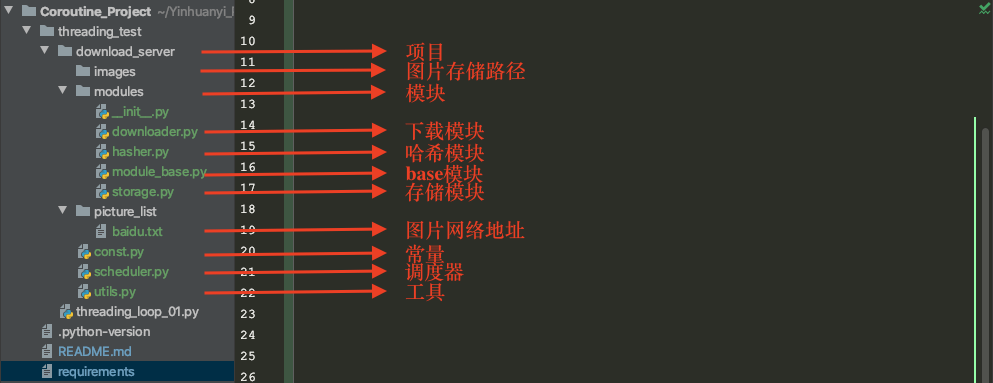 Coroutine_Project ~/Yinhuanyi_
threading_test
10
download_server 项目
11
images 图片存储路径
12
modules 模块
13
__init__.py
14
downloader.py 下载模块
15
hasher.py 哈希模块
16
module_base.py base模块
17
storage.py 存储模块
18
picture_list
19
baidu.txt 图片网络地址
20
const.py 常量
21
scheduler.py 调度器
22
utils.py 工具
23
threading_loop_01.py
24
.python-version
25
README.md
requirements
26